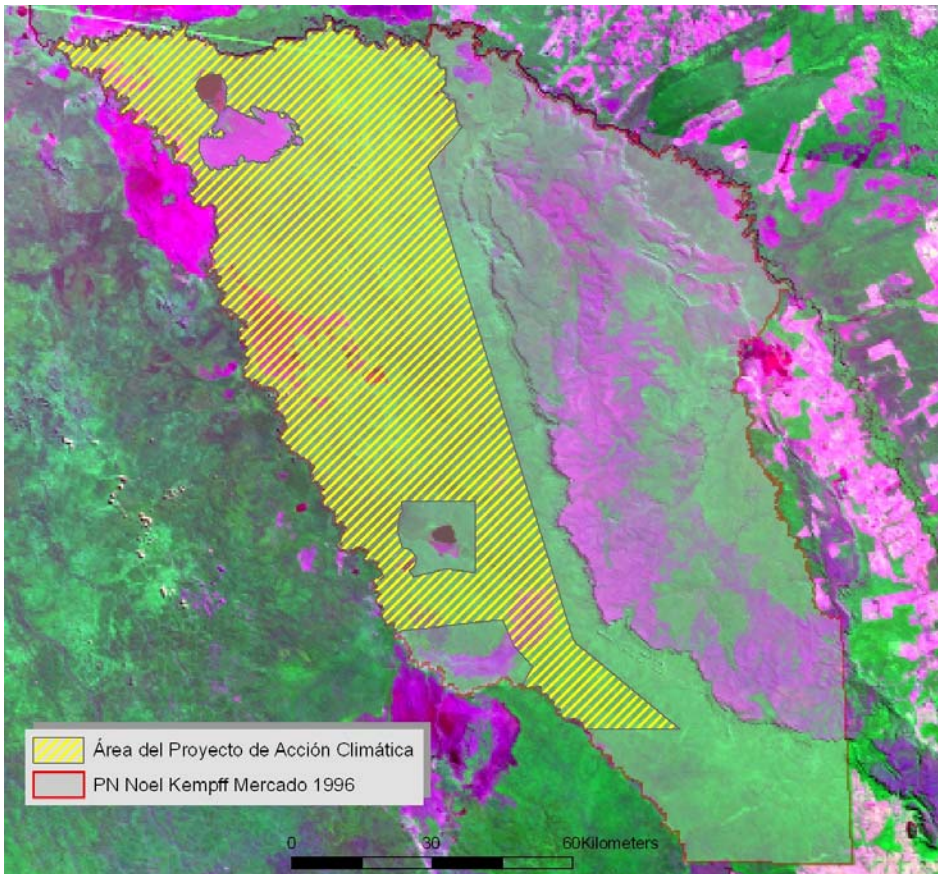 Área del Proyecto de Acción Climática
PN Noel Kempff Mercado 1996
0 30 60Kilometers